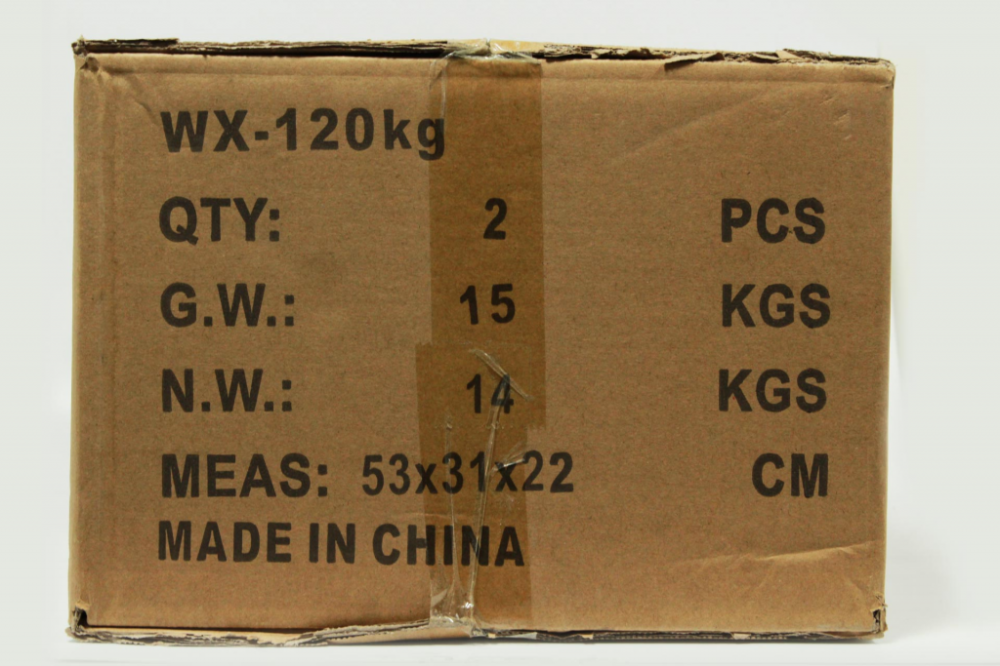 WX-120kg
QTY: 2 PCS
G.W.: 15 KGS
N.W.: 14 KGS
MEAS: 53x31x22 CM
MADE IN CHINA